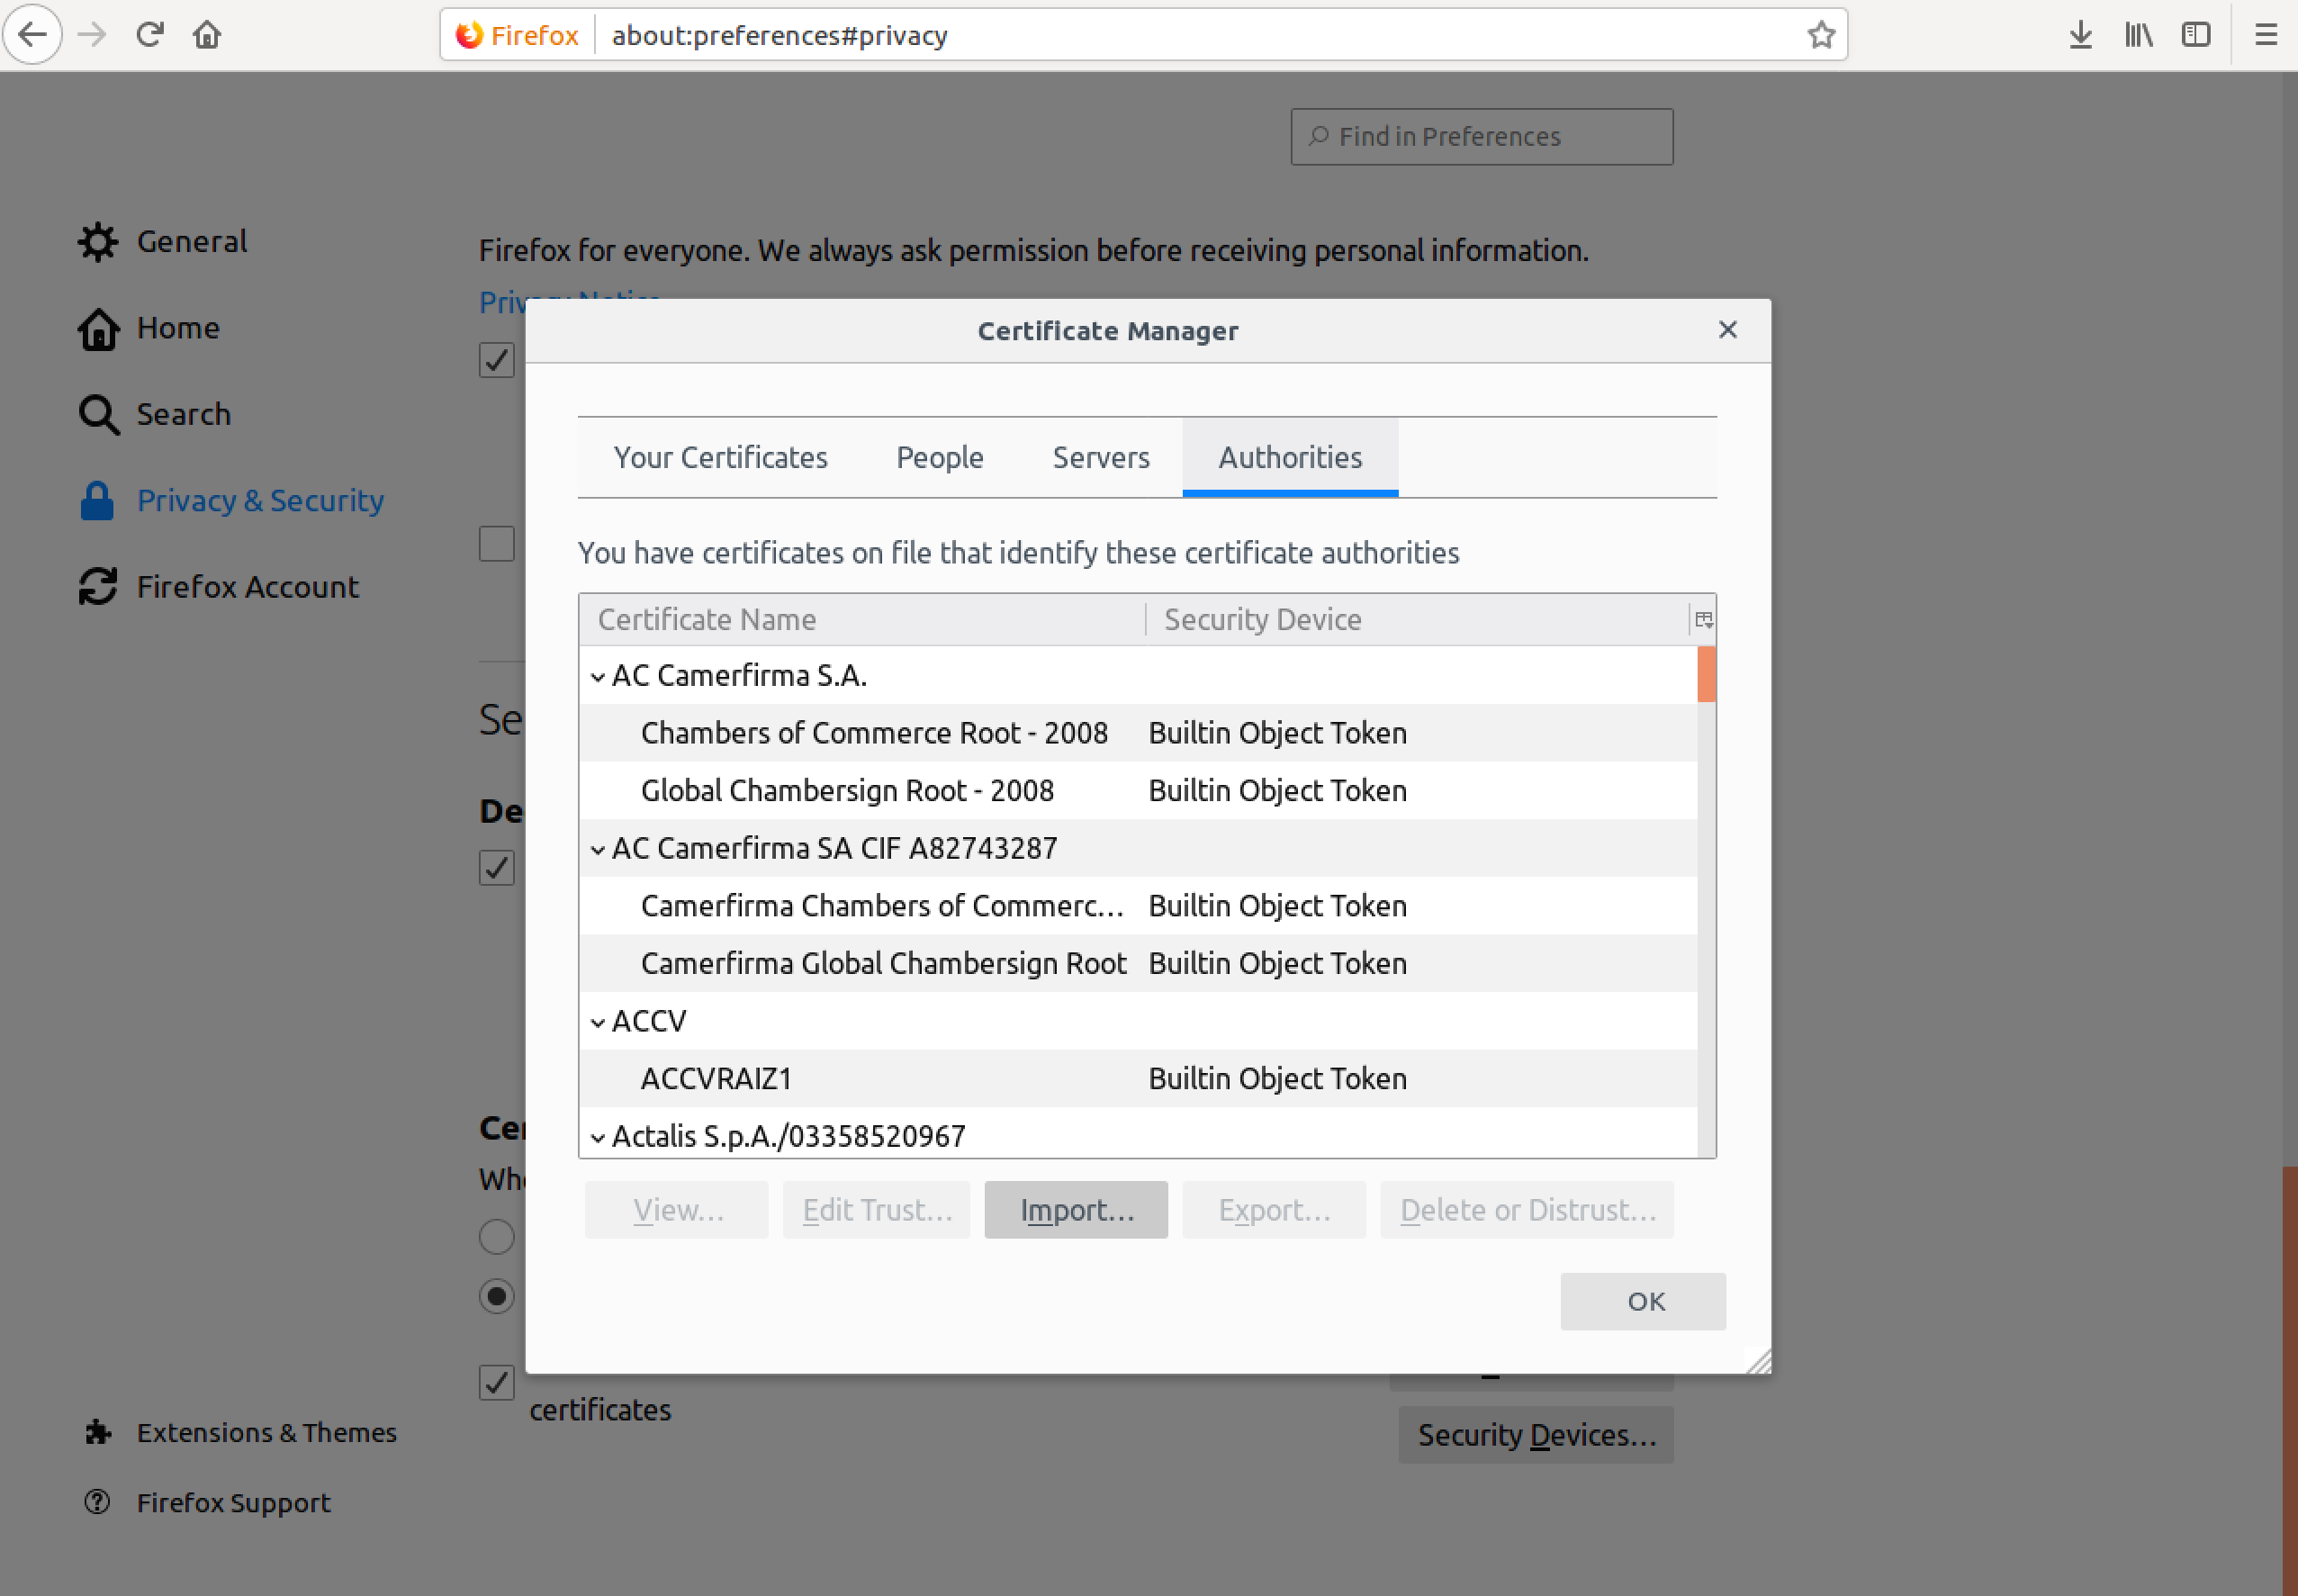 Firefox about:preferences#privacy
Find in Preferences
General
Home
Search
Privacy & Security
Firefox Account
Extensions & Themes
Firefox Support
Firefox for everyone. We always ask permission before receiving personal information.
Privacy Notice
Certificate Manager
Your Certificates People Servers Authorities
You have certificates on file that identify these certificate authorities
Certificate Name Security Device
AC Camerfirma S.A.
Chambers of Commerce Root - 2008 Builtin Object Token
Global Chambersign Root - 2008 Builtin Object Token
AC Camerfirma SA CIF A82743287
Camerfirma Chambers of Commerc... Builtin Object Token
Camerfirma Global Chambersign Root Builtin Object Token
ACCV
ACCVRAIZ1 Builtin Object Token
Actalis S.p.A./03358520967
View... Edit Trust... Import... Export... Delete or Distrust...
OK
Se
De
Cer
Whe
certificates
Security Devices...